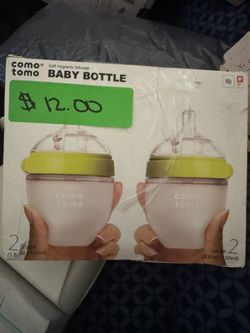 como®
tomo
Soft Hygienic Silicone
BABY BOTTLE
$12.00
como
tomo
como
tomo
2
2